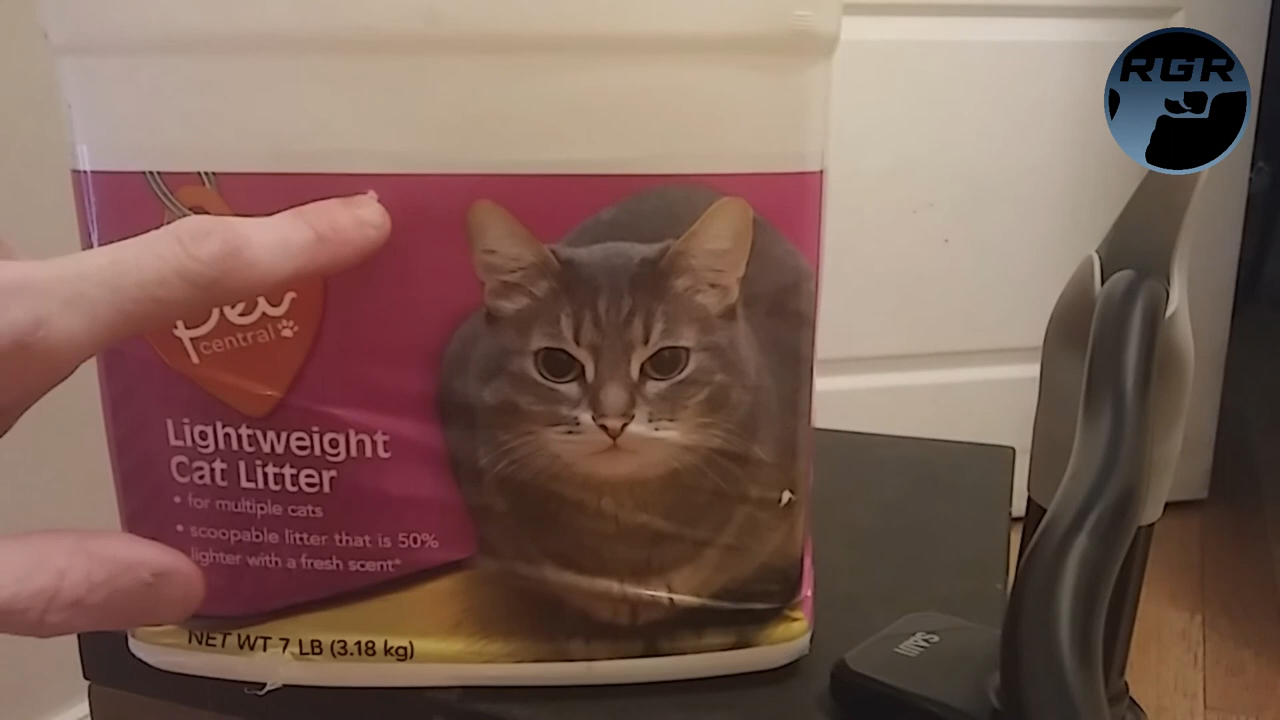 RGR
pet
central
Lightweight
Cat Litter
• for multiple cats
• scoopable litter that is 50%
lighter with a fresh scent*
NET WT 7 LB (3.18 kg)